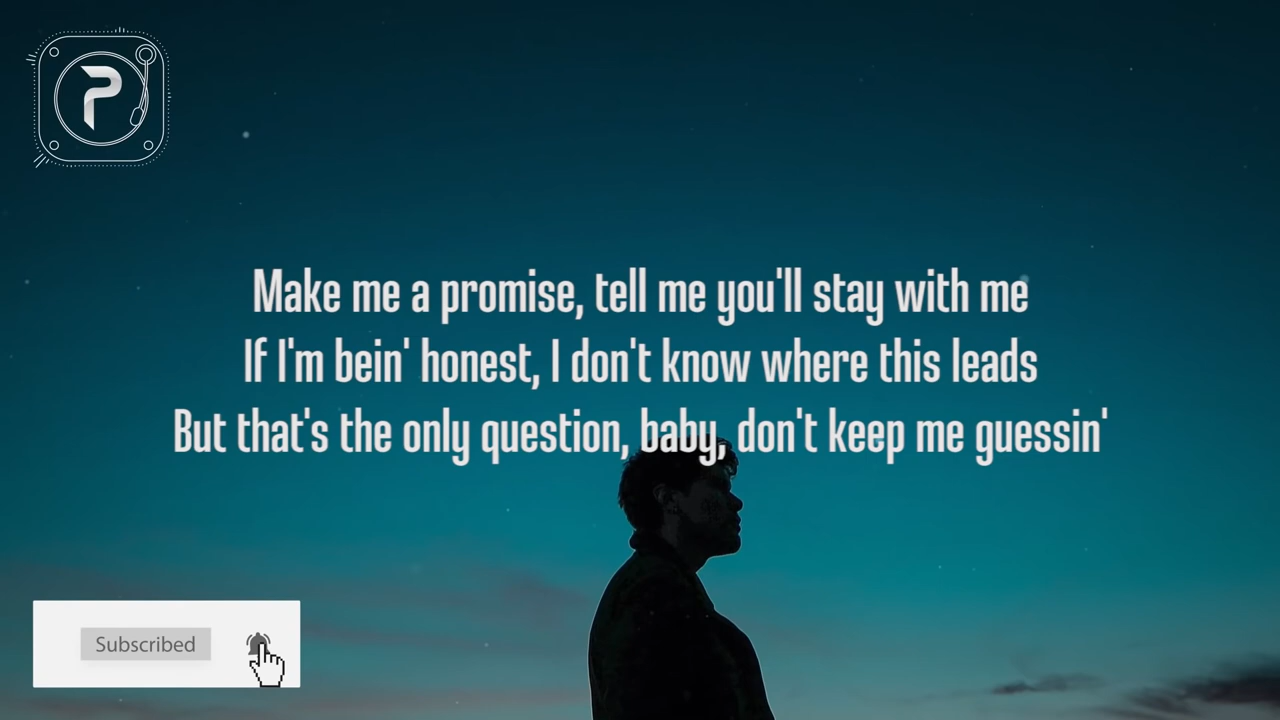 P
Make me a promise, tell me you'll stay with me
If I'm bein' honest, I don't know where this leads
But that's the only question, baby, don't keep me guessin'
Subscribed